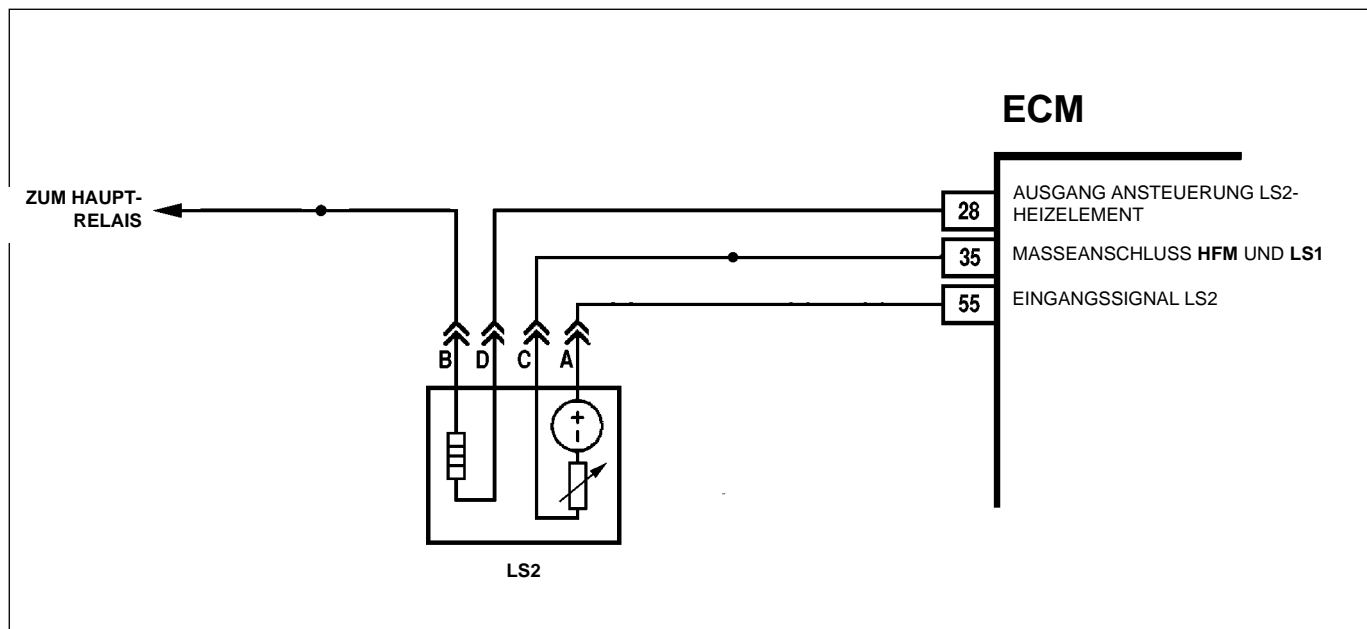 ECM
ZUM HAUPT-
RELAIS
28
AUSGANG ANSTEUERUNG LS2-
HEIZELEMENT
35
MASSEANSCHLUSS HFM UND LS1
55
EINGANGSSIGNAL LS2
B
D
C
A
+
–
LS2